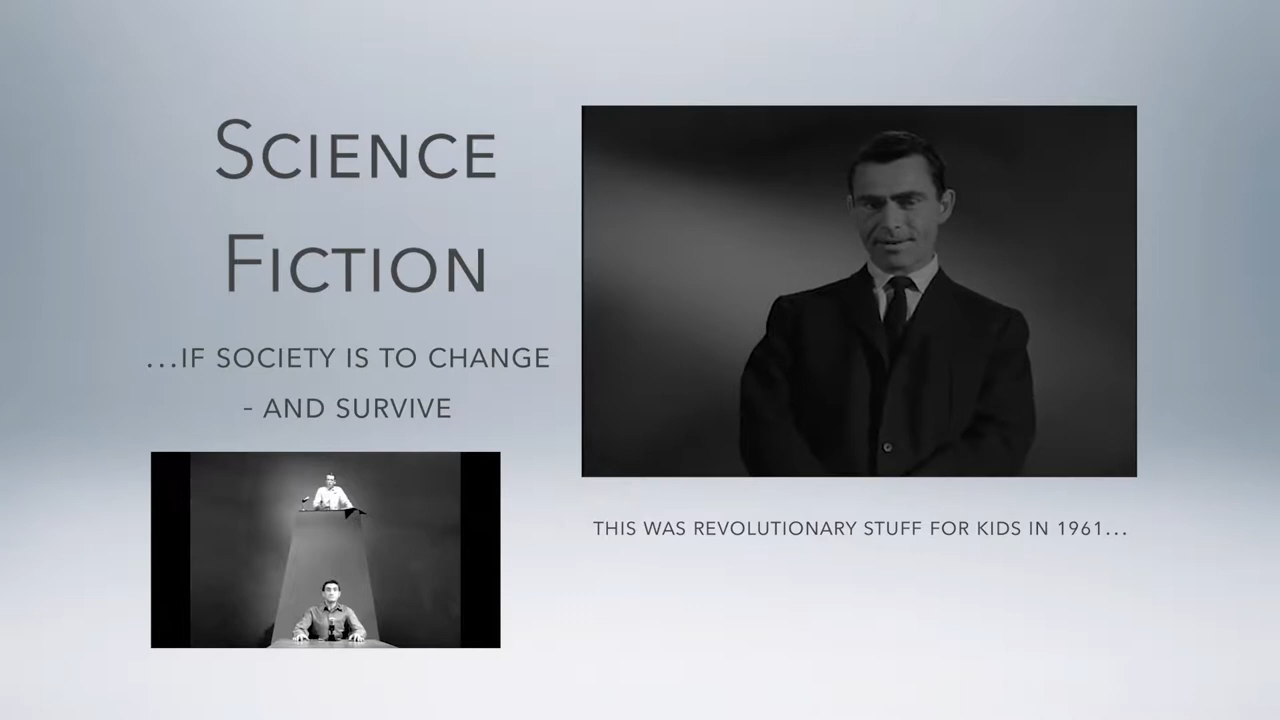 SCIENCE
FICTION
...IF SOCIETY IS TO CHANGE
- AND SURVIVE
THIS WAS REVOLUTIONARY STUFF FOR KIDS IN 1961...